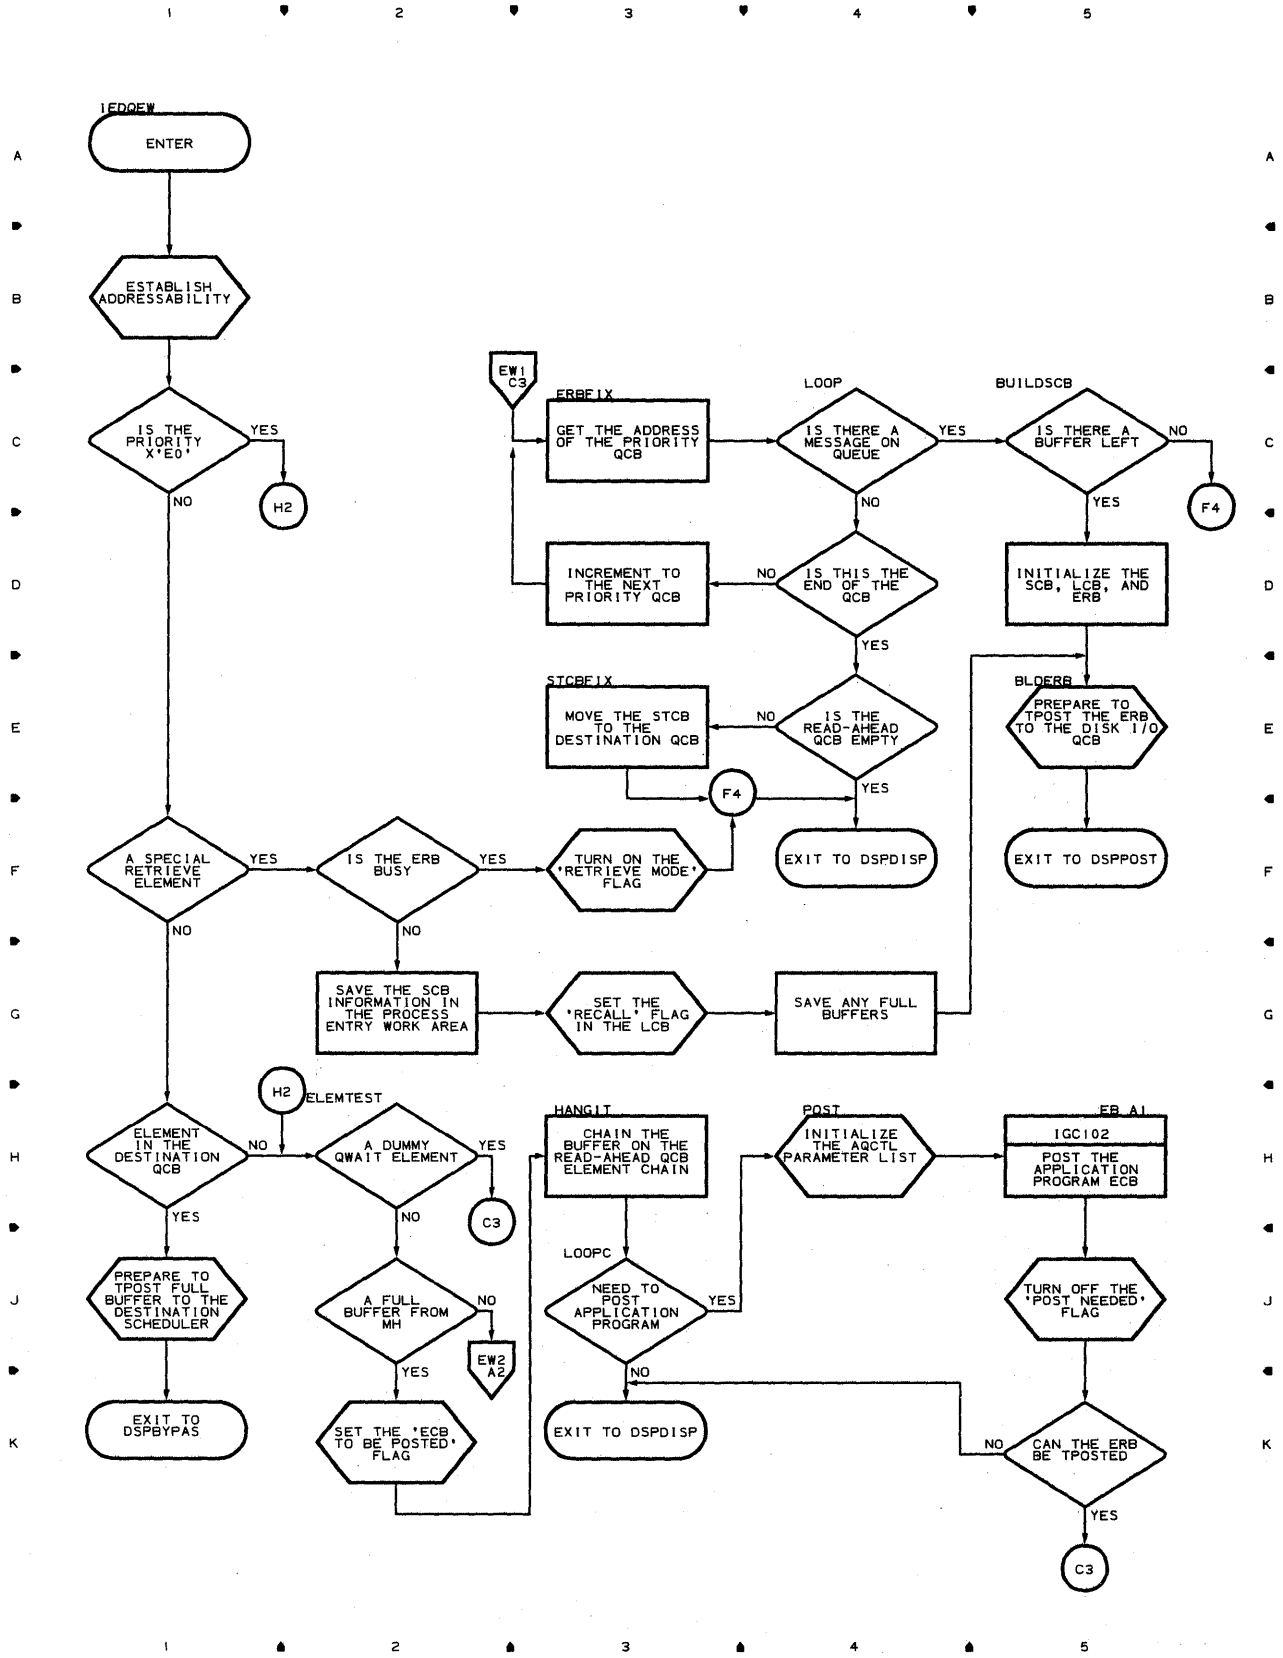 1 2 3 4 5
IEDQEW
ENTER
A A
ESTABLISH
ADDRESSABILITY
B B
EW1
C3
ERBFIX
LOOP
BUILDSCB
IS THE
PRIORITY
X'E0'
YES
NO
H2
GET THE ADDRESS
OF THE PRIORITY
QCB
IS THERE A
MESSAGE ON
QUEUE
YES
NO
IS THERE A
BUFFER LEFT
NO
YES
F4
C C
INCREMENT TO
THE NEXT
PRIORITY QCB
NO
IS THIS THE
END OF THE
QCB
YES
INITIALIZE THE
SCB, LCB, AND
ERB
D D
STCBFIX
MOVE THE STCB
TO THE
DESTINATION QCB
NO
IS THE
READ-AHEAD
QCB EMPTY
YES
BLDERB
PREPARE TO
TPOST THE ERB
TO THE DISK I/O
QCB
E E
F4
A SPECIAL
RETRIEVE
ELEMENT
YES
NO
IS THE ERB
BUSY
YES
NO
TURN ON THE
'RETRIEVE MODE'
FLAG
EXIT TO DSPDISP
EXIT TO DSPPOST
F F
SAVE THE SCB
INFORMATION IN
THE PROCESS
ENTRY WORK AREA
SET THE
'RECALL' FLAG
IN THE LCB
SAVE ANY FULL
BUFFERS
G G
H2
ELEMTEST
HANGIT
POST
EB A1
ELEMENT
IN THE
DESTINATION
QCB
NO
YES
A DUMMY
QWAIT ELEMENT
YES
NO
C3
CHAIN THE
BUFFER ON THE
READ-AHEAD QCB
ELEMENT CHAIN
INITIALIZE
THE AQCTL
PARAMETER LIST
IGC102
POST THE
APPLICATION
PROGRAM ECB
H H
LOOPC
PREPARE TO
TPOST FULL
BUFFER TO THE
DESTINATION
SCHEDULER
A FULL
BUFFER FROM
MH
NO
YES
EW2
A2
NEED TO
POST
APPLICATION
PROGRAM
YES
NO
TURN OFF THE
'POST NEEDED'
FLAG
J J
EXIT TO
DSPBYPAS
SET THE 'ECB
TO BE POSTED'
FLAG
EXIT TO DSPDISP
NO
CAN THE ERB
BE TPOSTED
YES
K K
C3
1 2 3 4 5